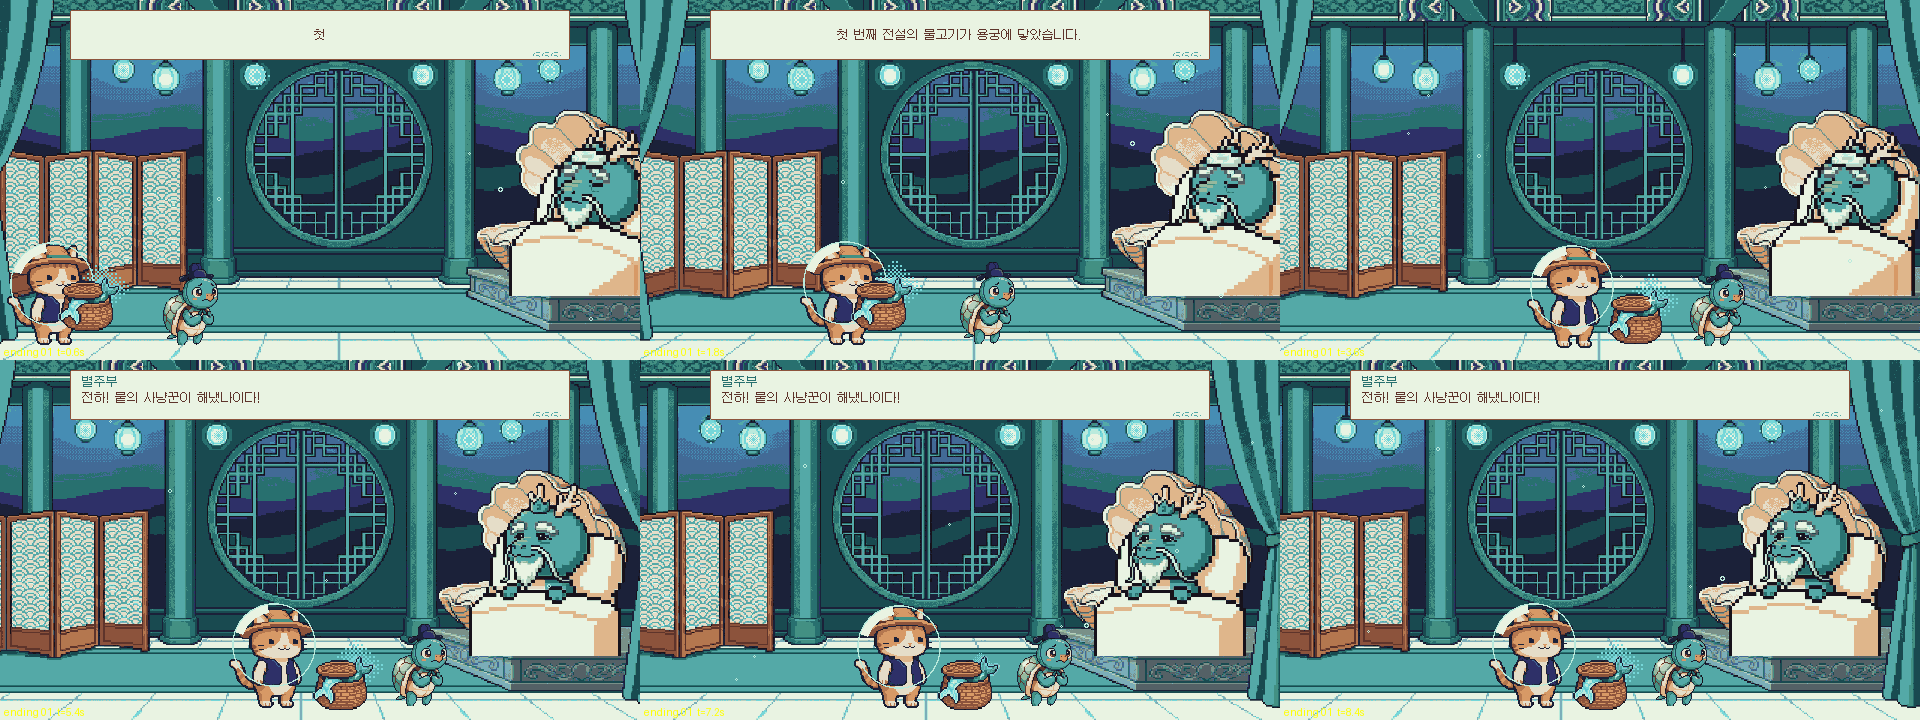 첫
첫 번째 전설의 물고기가 용궁에 닿았습니다.
별주부
전하! 뭍의 사냥꾼이 해냈나이다!
별주부
전하! 뭍의 사냥꾼이 해냈나이다!
별주부
전하! 뭍의 사냥꾼이 해냈나이다!